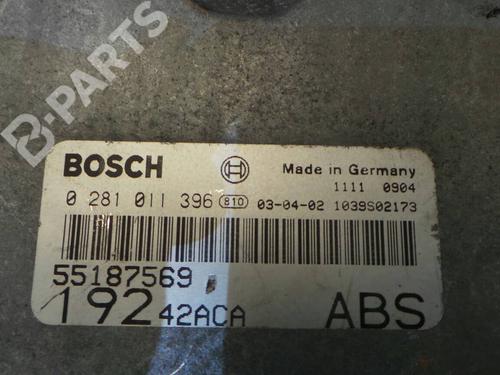 B-PARTS
BOSCH
Made in Germany
1111 0904
0 281 011 396 810 03-04-02 1039S02173
55187569
192 42ACA ABS